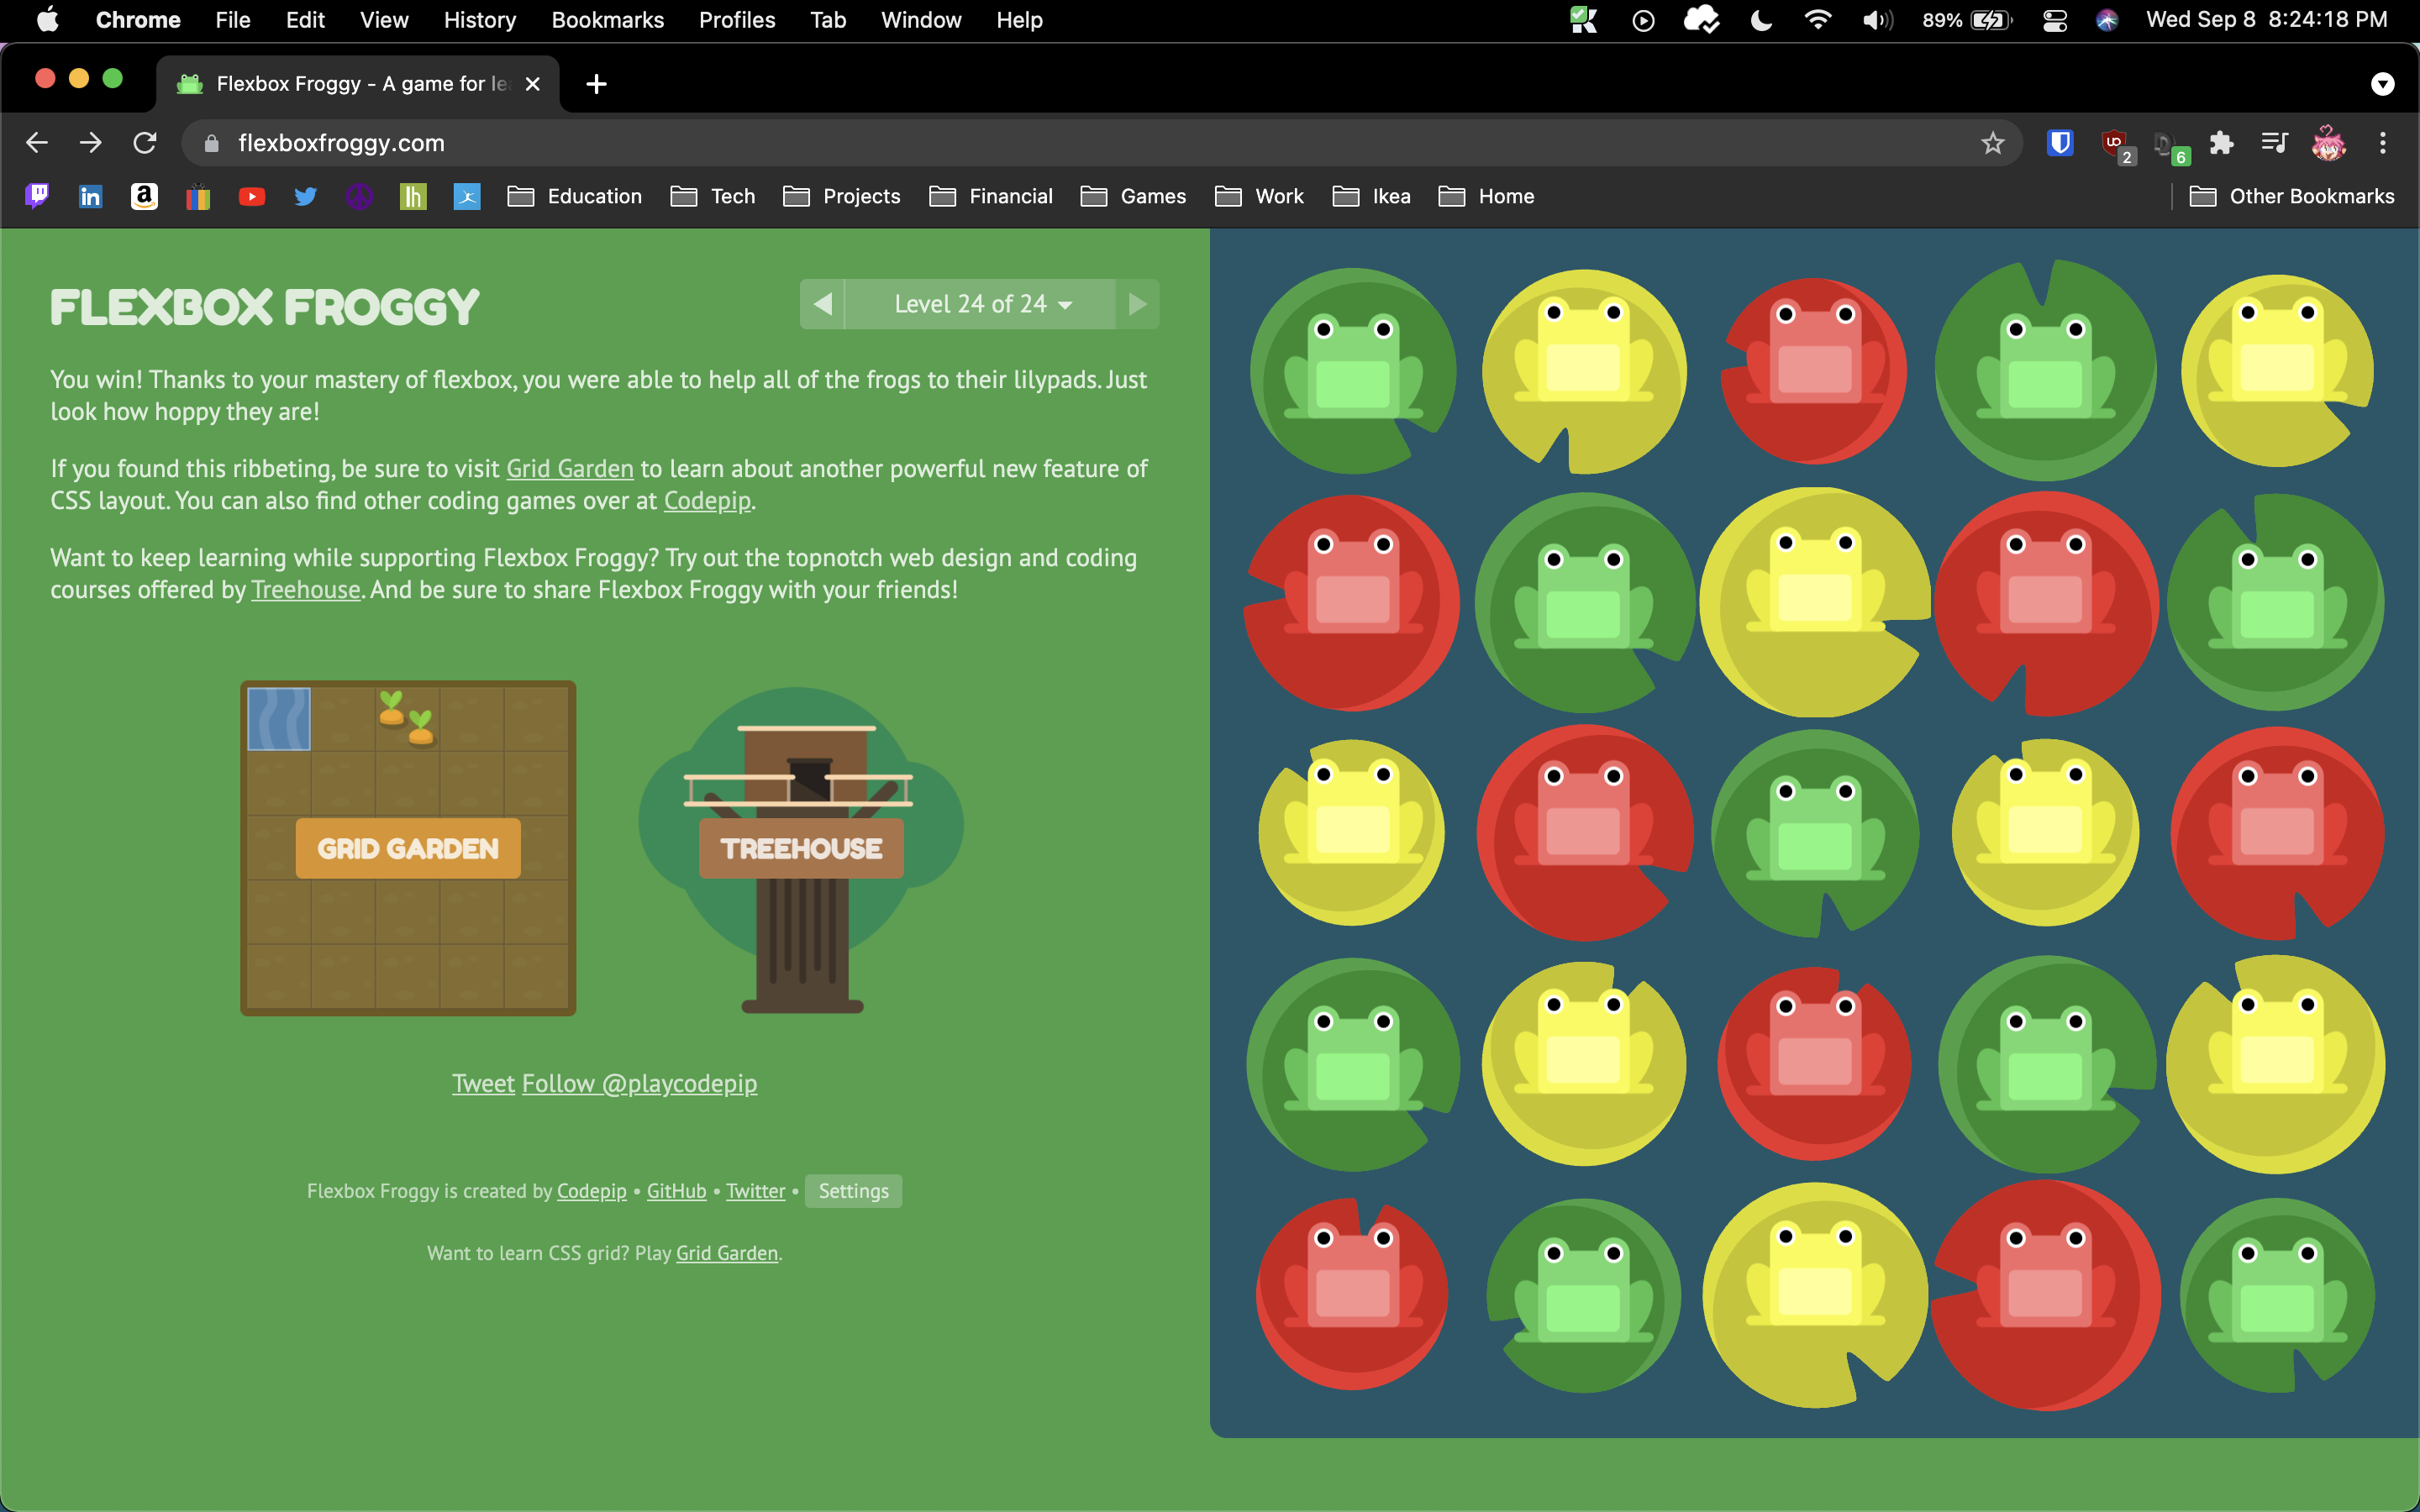 Chrome File Edit View History Bookmarks Profiles Tab Window Help 89% Wed Sep 8 8:24:18 PM
Flexbox Froggy - A game for le
flexboxfroggy.com
2 6
in a lh Education Tech Projects Financial Games Work Ikea Home Other Bookmarks
FLEXBOX FROGGY
Level 24 of 24
You win! Thanks to your mastery of flexbox, you were able to help all of the frogs to their lilypads. Just
look how hoppy they are!
If you found this ribbeting, be sure to visit Grid Garden to learn about another powerful new feature of
CSS layout. You can also find other coding games over at Codepip.
Want to keep learning while supporting Flexbox Froggy? Try out the topnotch web design and coding
courses offered by Treehouse. And be sure to share Flexbox Froggy with your friends!
GRID GARDEN
TREEHOUSE
Tweet Follow @playcodepip
Flexbox Froggy is created by Codepip • GitHub • Twitter • Settings
Want to learn CSS grid? Play Grid Garden.